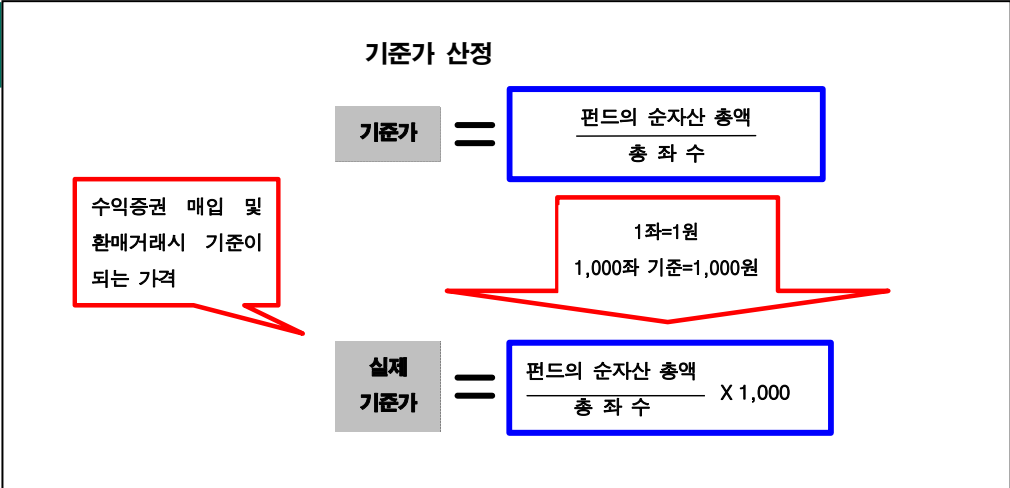 기준가 산정
기준가 = 펀드의 순자산 총액
총 좌 수
수익증권 매입 및
환매거래시 기준이
되는 가격
1좌=1원
1,000좌 기준=1,000원
실제
기준가 = 펀드의 순자산 총액
총 좌 수 X 1,000